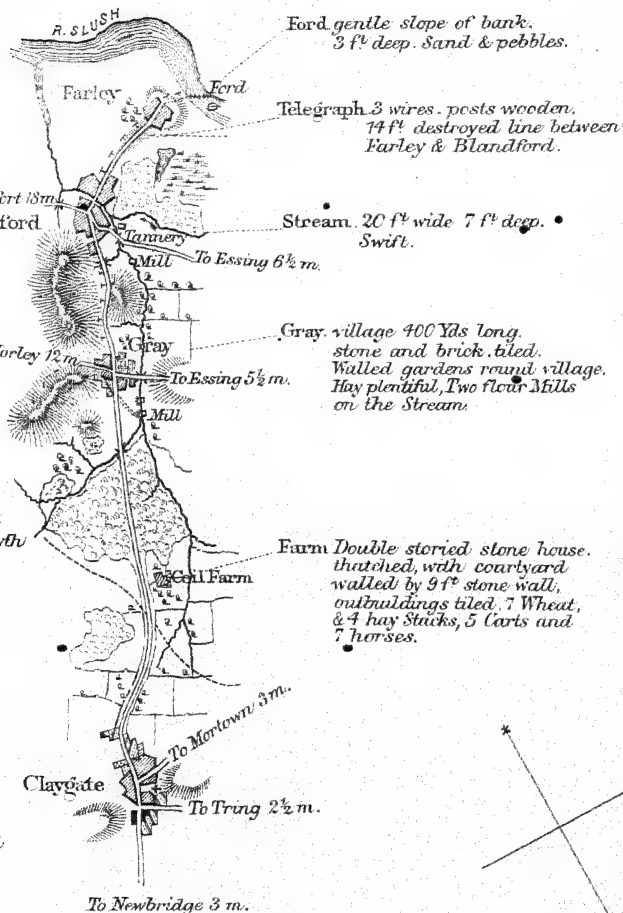 R. SLUSH
Ford gentle slope of bank.
3 ft deep. Sand & pebbles.
Farley
Ford
Telegraph 3 wires. posts wooden.
14 ft destroyed line between
Farley & Blandford.
ort 18 m.
ford
Tannery
Stream. 20 ft wide 7 ft deep.
Swift.
Mill
To Essing 6½ m.
Gray. village 400 Yds long.
stone and brick. tiled.
Walled gardens round village.
Hay plentiful, Two flour Mills
on the Stream.
Gray
orley 12 m
To Essing 5½ m.
Mill
Farm Double storied stone house.
thatched, with courtyard
walled by 9 ft stone wall,
outbuildings tiled. 7 Wheat,
& 4 hay Stacks, 5 Carts and
7 horses.
Farm
To Mortown 3 m.
Claygate
To Tring 2½ m.
To Newbridge 3 m.